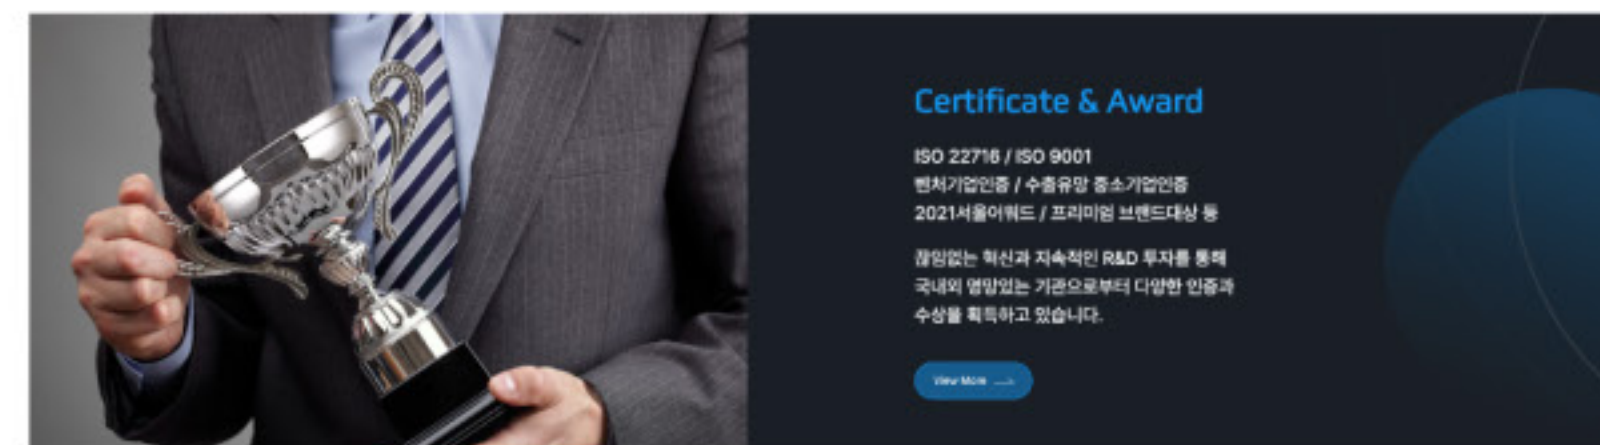 Certificate & Award
ISO 22716 / ISO 9001
벤처기업인증 / 수출유망 중소기업인증
2021서울어워드 / 프리미엄 브랜드대상 등
끊임없는 혁신과 지속적인 R&D 투자를 통해
국내외 명망있는 기관으로부터 다양한 인증과
수상을 획득하고 있습니다.
View More